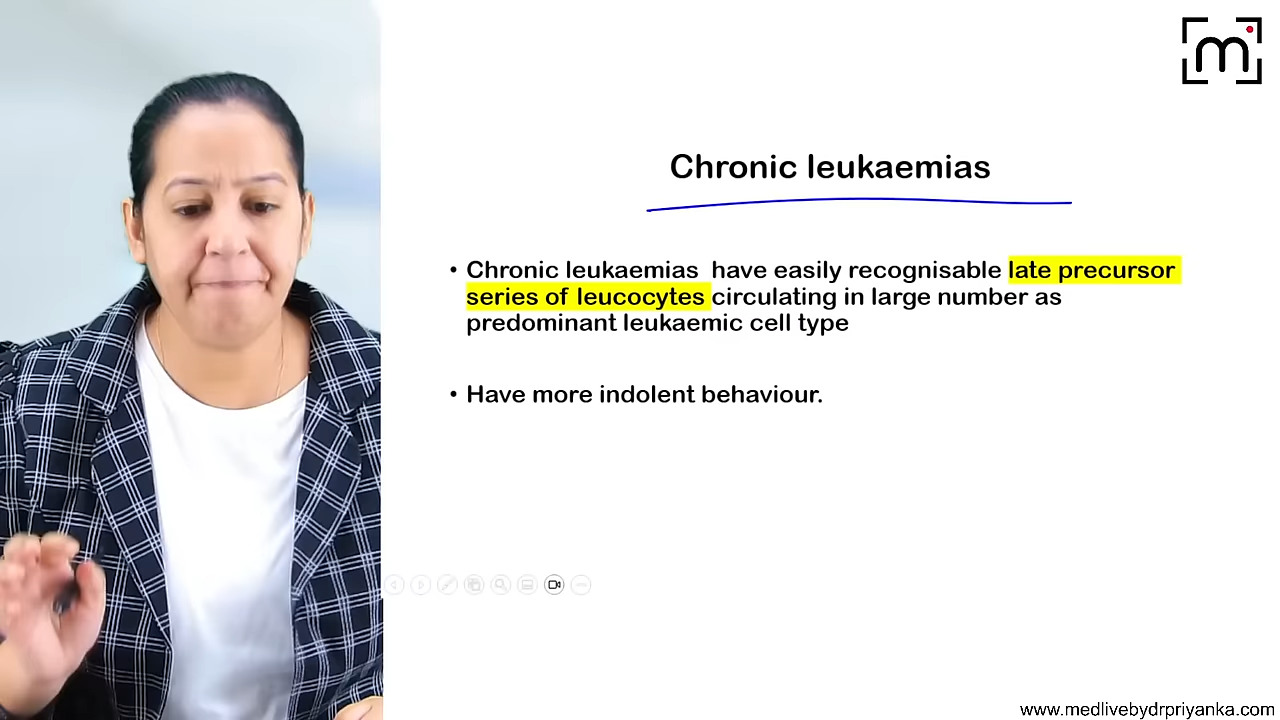 m
Chronic leukaemias
• Chronic leukaemias have easily recognisable late precursor
series of leucocytes circulating in large number as
predominant leukaemic cell type
• Have more indolent behaviour.
www.medlivebydrpriyanka.com